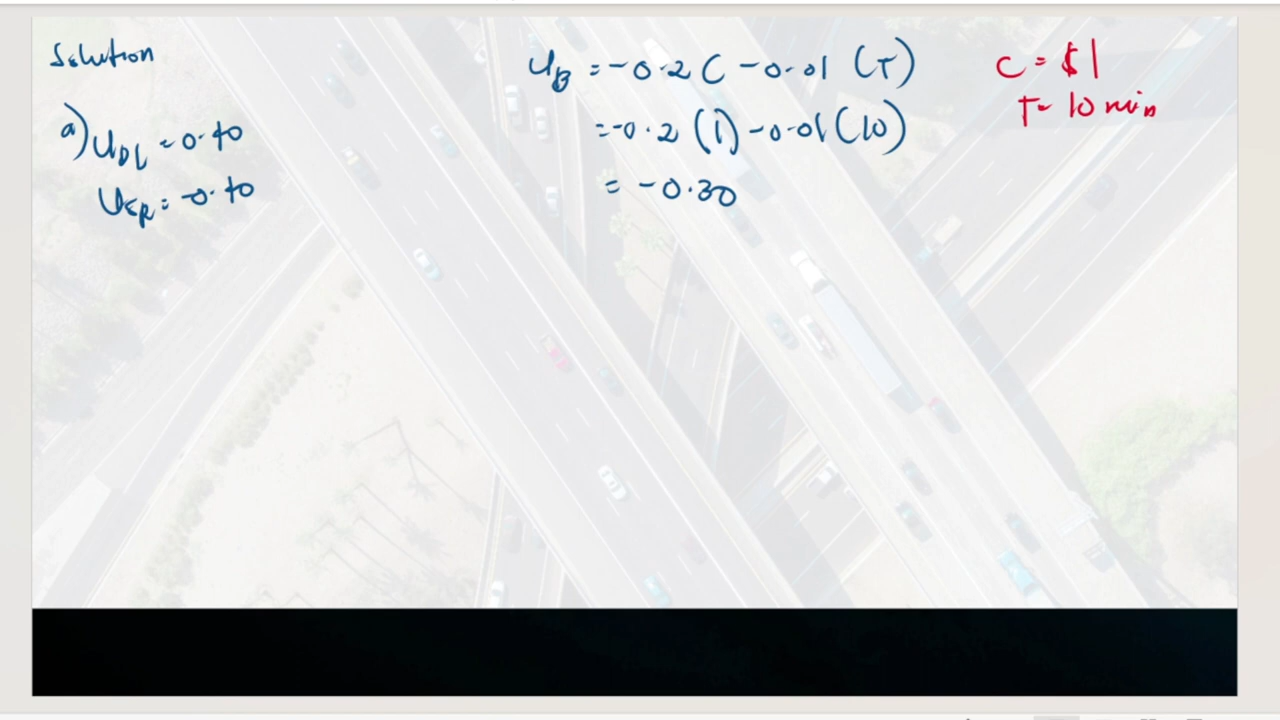 Solution
a) U_DL = 0.40
U_SR = -0.40
U_B = -0.2 C - 0.01 (T)
= -0.2 (1) - 0.01 (10)
= -0.30
C = $1
T = 10 min